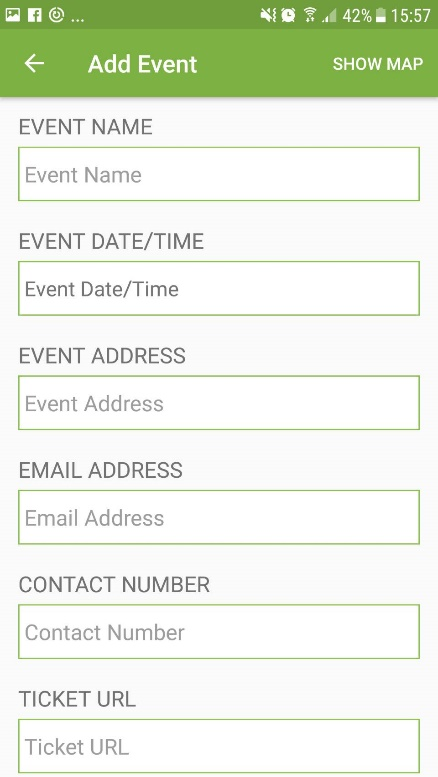 ... 42% 15:57
Add Event SHOW MAP
EVENT NAME
Event Name
EVENT DATE/TIME
Event Date/Time
EVENT ADDRESS
Event Address
EMAIL ADDRESS
Email Address
CONTACT NUMBER
Contact Number
TICKET URL
Ticket URL